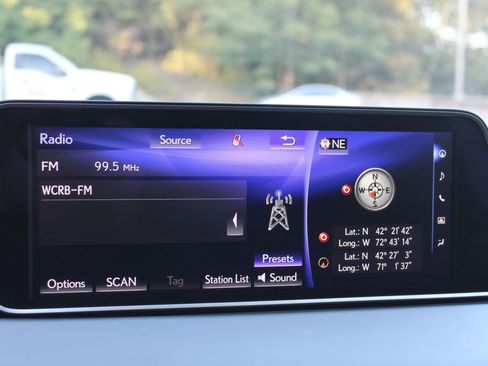 Radio
Source
NE
FM 99.5 MHz
WCRB-FM
N
W E
S
Lat.: N 42° 21' 42"
Long.: W 72° 43' 14"
Lat.: N 42° 27' 3"
Long.: W 71° 1' 37"
Presets
Options
SCAN
Tag
Station List
Sound